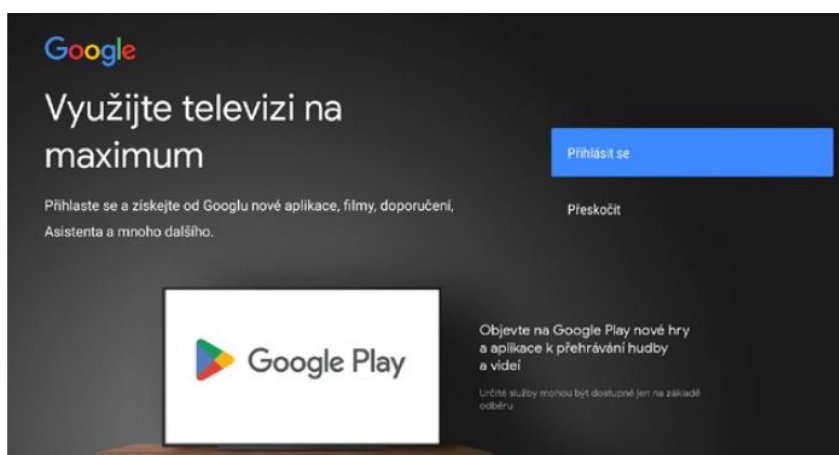 Google
Využijte televizi na
maximum
Přihlaste se a získejte od Googlu nové aplikace, filmy, doporučení,
Asistenta a mnoho dalšího.
Přihlásit se
Přeskočit
Google Play
Objevte na Google Play nové hry
a aplikace k přehrávání hudby
a videí
Určité služby mohou být dostupné jen na základě
odběru